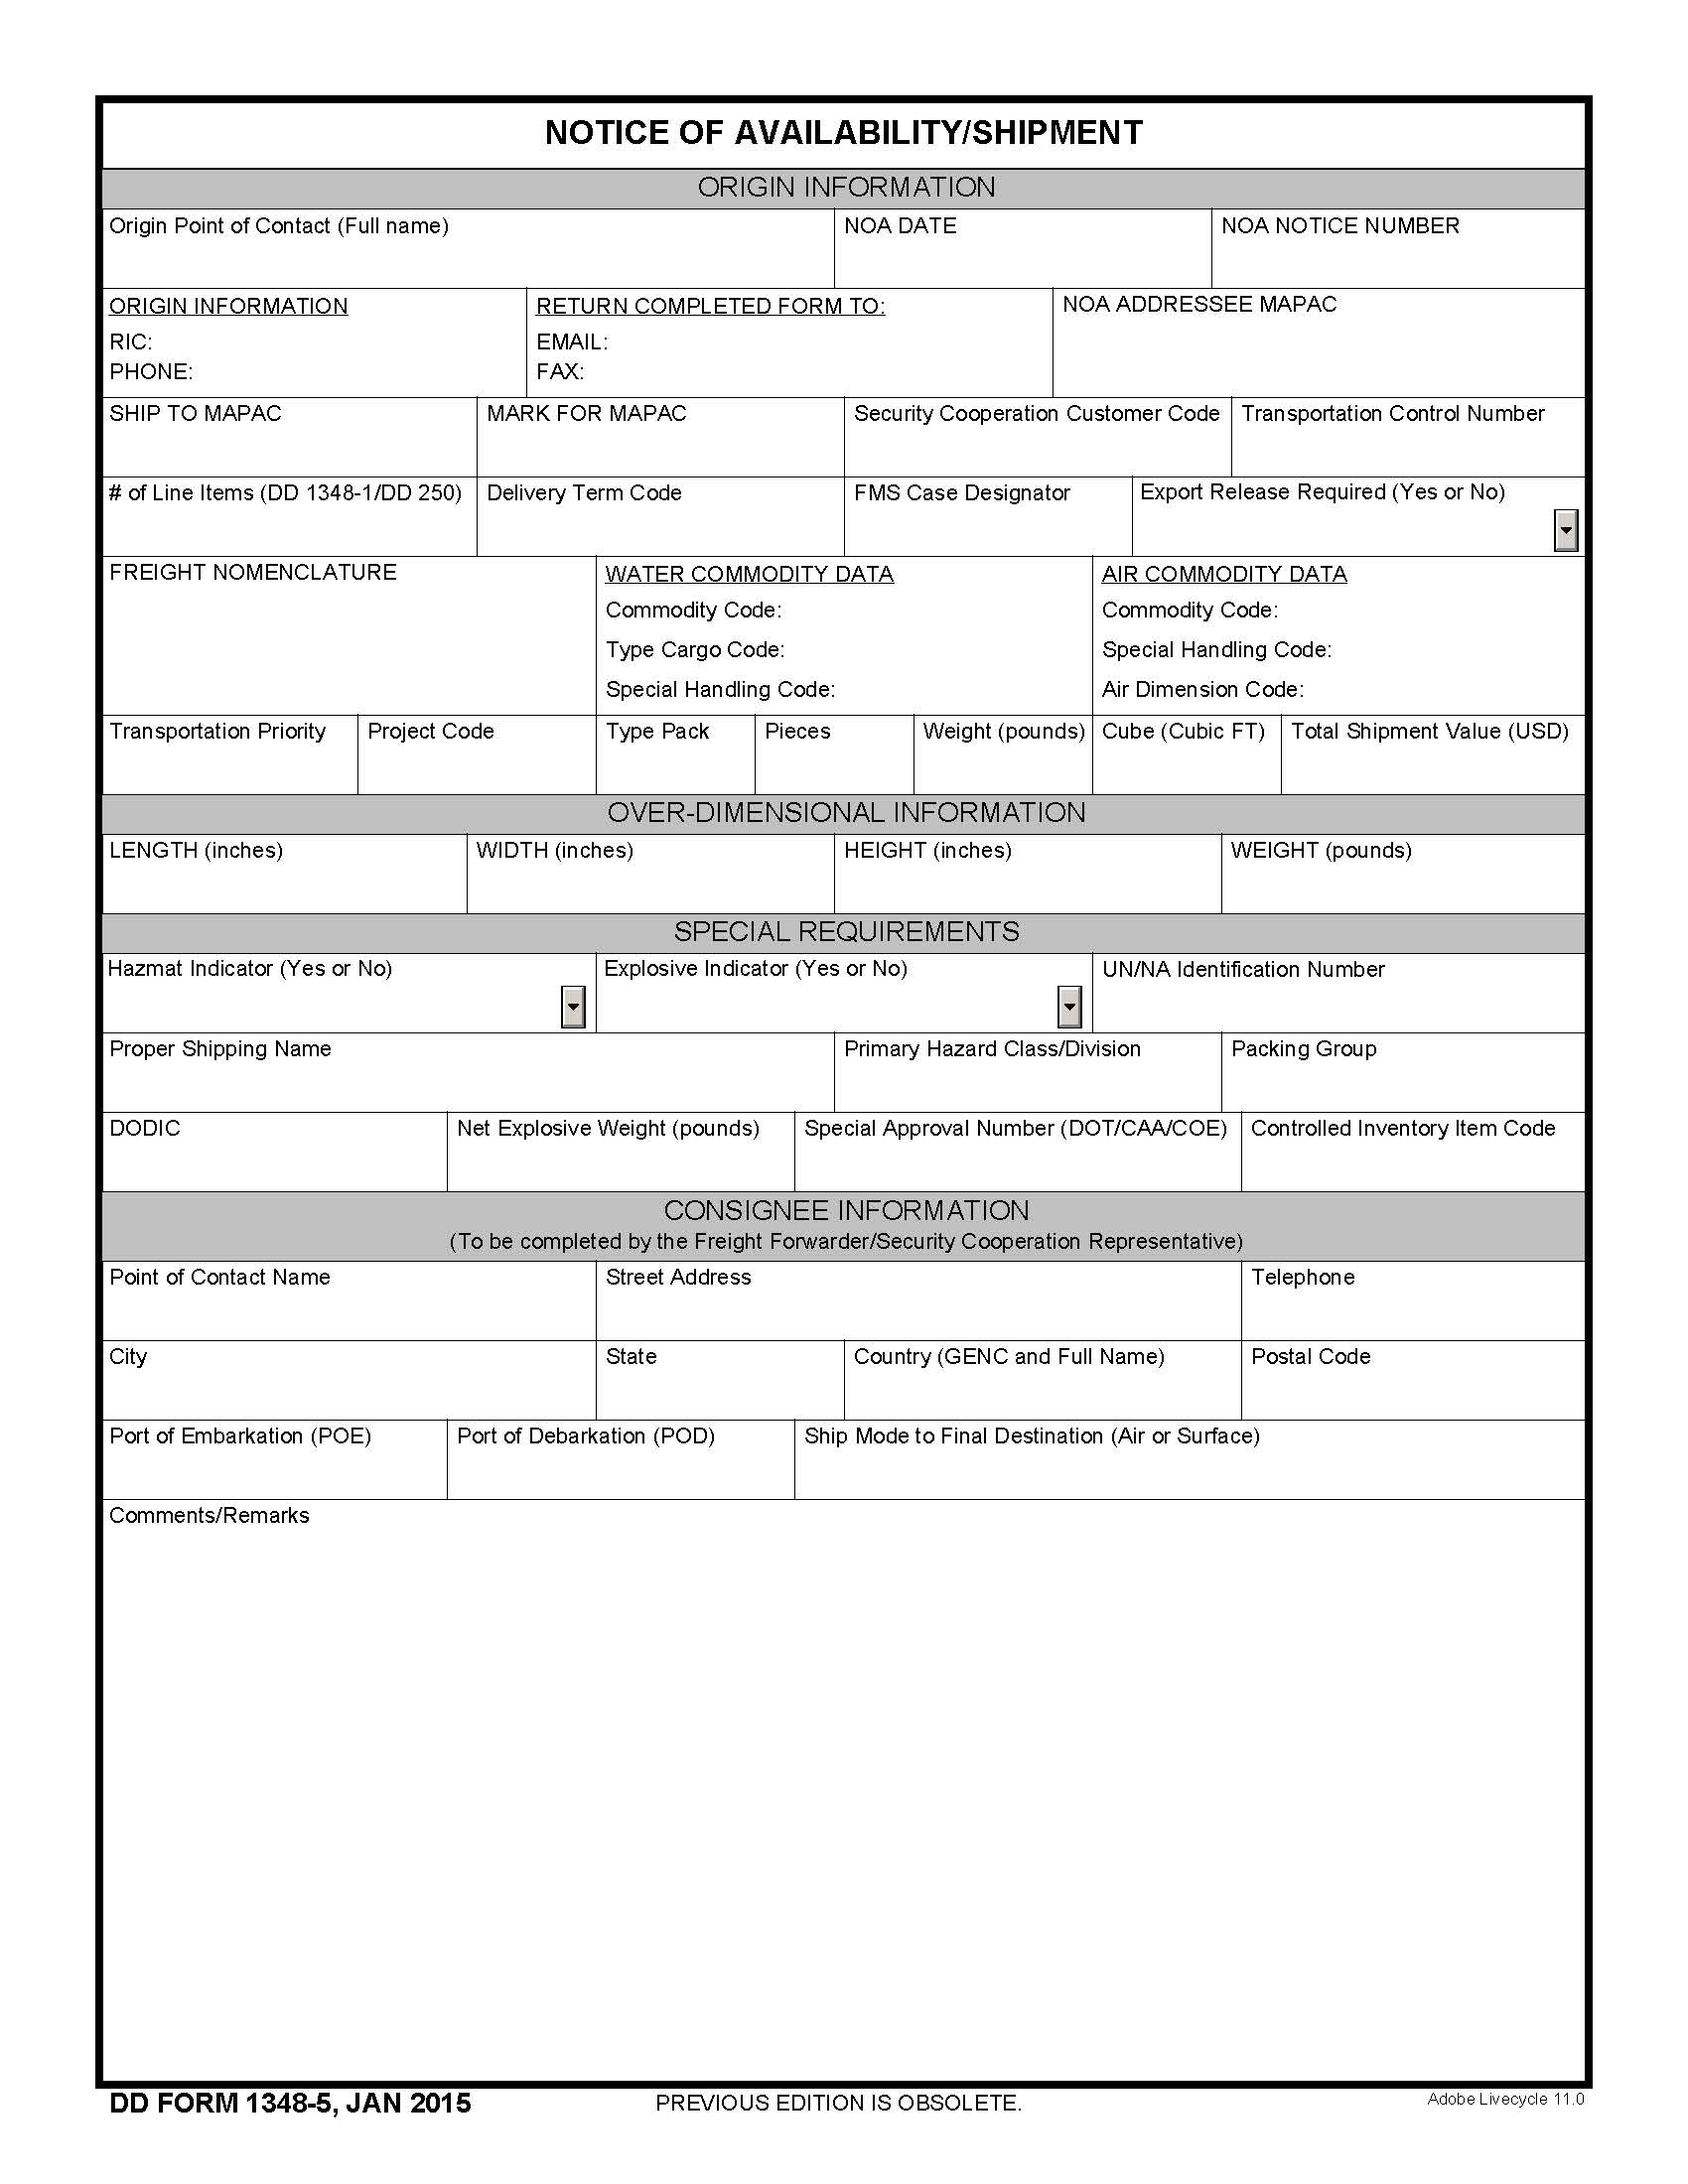 NOTICE OF AVAILABILITY/SHIPMENT
ORIGIN INFORMATION
Origin Point of Contact (Full name)
NOA DATE
NOA NOTICE NUMBER
ORIGIN INFORMATION
RIC:
PHONE:
RETURN COMPLETED FORM TO:
EMAIL:
FAX:
NOA ADDRESSEE MAPAC
SHIP TO MAPAC
MARK FOR MAPAC
Security Cooperation Customer Code
Transportation Control Number
# of Line Items (DD 1348-1/DD 250)
Delivery Term Code
FMS Case Designator
Export Release Required (Yes or No)
FREIGHT NOMENCLATURE
WATER COMMODITY DATA
Commodity Code:
Type Cargo Code:
Special Handling Code:
AIR COMMODITY DATA
Commodity Code:
Special Handling Code:
Air Dimension Code:
Transportation Priority
Project Code
Type Pack
Pieces
Weight (pounds)
Cube (Cubic FT)
Total Shipment Value (USD)
OVER-DIMENSIONAL INFORMATION
LENGTH (inches)
WIDTH (inches)
HEIGHT (inches)
WEIGHT (pounds)
SPECIAL REQUIREMENTS
Hazmat Indicator (Yes or No)
Explosive Indicator (Yes or No)
UN/NA Identification Number
Proper Shipping Name
Primary Hazard Class/Division
Packing Group
DODIC
Net Explosive Weight (pounds)
Special Approval Number (DOT/CAA/COE)
Controlled Inventory Item Code
CONSIGNEE INFORMATION
(To be completed by the Freight Forwarder/Security Cooperation Representative)
Point of Contact Name
Street Address
Telephone
City
State
Country (GENC and Full Name)
Postal Code
Port of Embarkation (POE)
Port of Debarkation (POD)
Ship Mode to Final Destination (Air or Surface)
Comments/Remarks
DD FORM 1348-5, JAN 2015
PREVIOUS EDITION IS OBSOLETE.
Adobe Livecycle 11.0